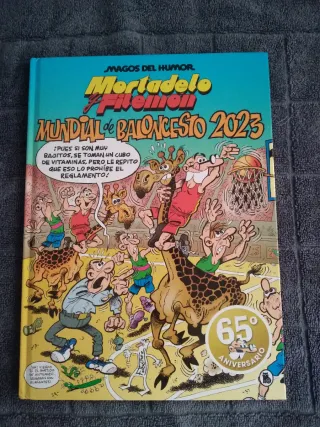 MAGOS DEL HUMOR
Mortadelo
y Filemón
MUNDIAL de BALONCESTO 2023
¡PUES SI SON MUY
BAJITOS, SE TOMAN UN CUBO
DE VITAMINAS, PERO LE REPITO
QUE ESO LO PROHÍBE EL
REGLAMENTO!
65º
ANIVERSARIO